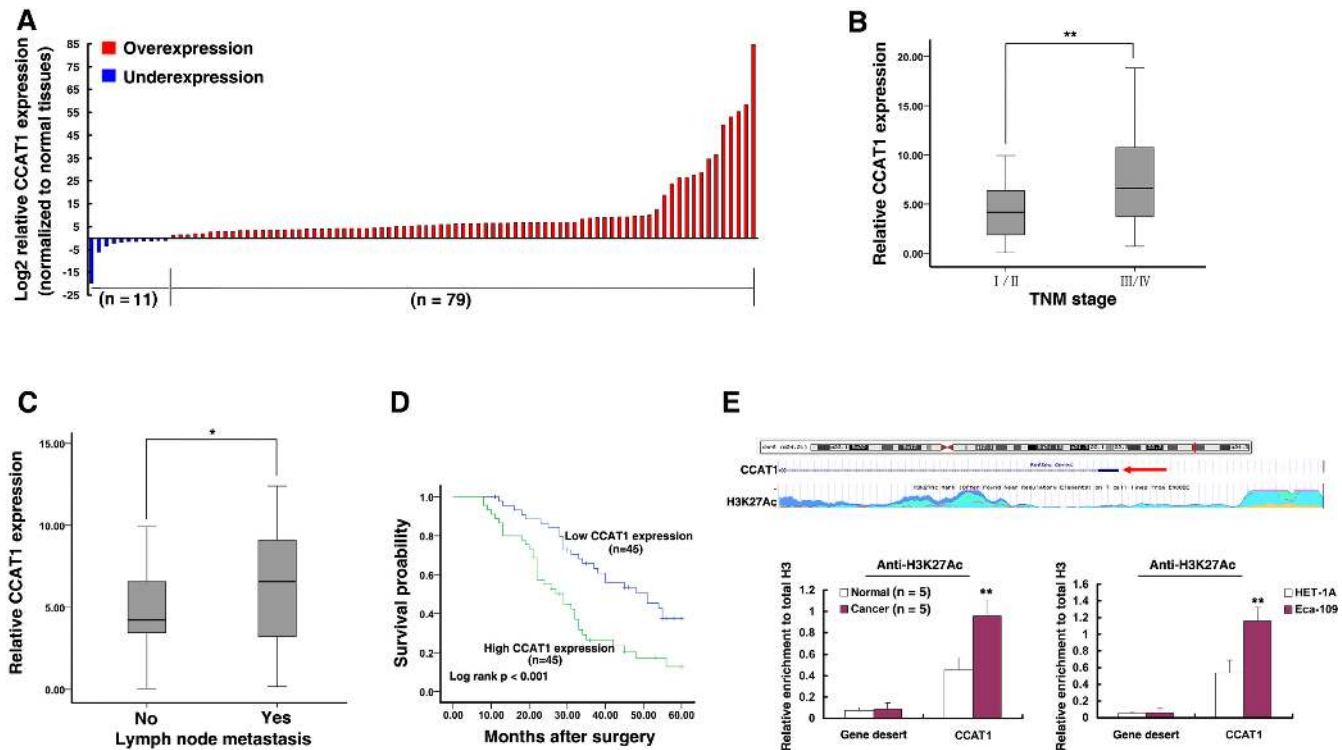 A
Log2 relative CCAT1 expression
(normalized to normal tissues)
85
75
65
55
45
35
25
15
5
-5
-15
-25
Overexpression
Underexpression
(n = 11)
(n = 79)
B
Relative CCAT1 expression
20.00
15.00
10.00
5.00
0.00
**
I / II
III/IV
TNM stage
C
Relative CCAT1 expression
15.00
10.00
5.00
0.00
*
No
Yes
Lymph node metastasis
D
Survival proability
1.0
0.8
0.6
0.4
0.2
0.0
Low CCAT1 expression
(n=45)
High CCAT1 expression
(n=45)
Log rank p < 0.001
0.00
10.00
20.00
30.00
40.00
50.00
60.00
Months after surgery
E
CCAT1
RefSeq Genes
H3K27Ac
Anti-H3K27Ac
Relative enrichment to total H3
1.2
1
0.8
0.6
0.4
0.2
0
Normal (n = 5)
Cancer (n = 5)
**
Gene desert
CCAT1
Anti-H3K27Ac
Relative enrichment to total H3
1.6
1.4
1.2
1
0.8
0.6
0.4
0.2
0
HET-1A
Eca-109
**
Gene desert
CCAT1